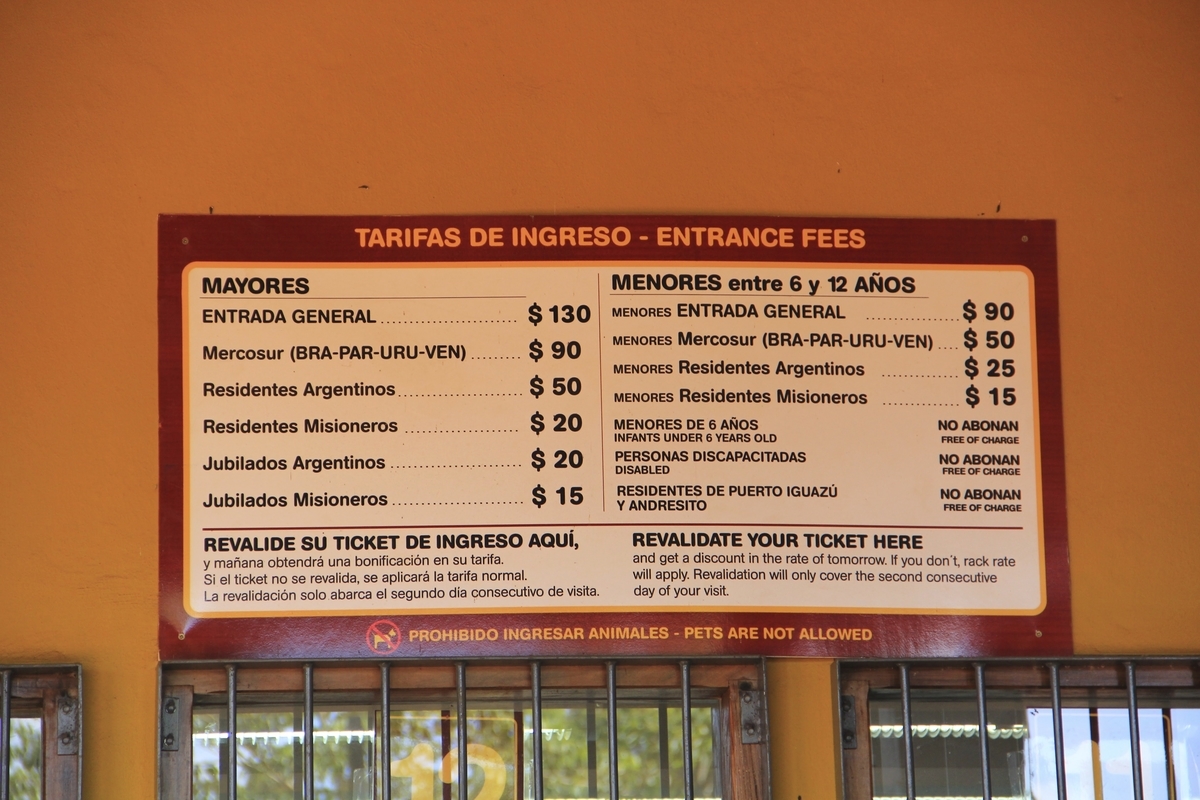 TARIFAS DE INGRESO - ENTRANCE FEES
MAYORES
ENTRADA GENERAL $ 130
Mercosur (BRA-PAR-URU-VEN) $ 90
Residentes Argentinos $ 50
Residentes Misioneros $ 20
Jubilados Argentinos $ 20
Jubilados Misioneros $ 15
MENORES entre 6 y 12 AÑOS
MENORES ENTRADA GENERAL $ 90
MENORES Mercosur (BRA-PAR-URU-VEN) $ 50
MENORES Residentes Argentinos $ 25
MENORES Residentes Misioneros $ 15
MENORES DE 6 AÑOS NO ABONAN
INFANTS UNDER 6 YEARS OLD FREE OF CHARGE
PERSONAS DISCAPACITADAS NO ABONAN
DISABLED FREE OF CHARGE
RESIDENTES DE PUERTO IGUAZÚ NO ABONAN
Y ANDRESITO FREE OF CHARGE
REVALIDE SU TICKET DE INGRESO AQUÍ,
y mañana obtendrá una bonificación en su tarifa.
Si el ticket no se revalida, se aplicará la tarifa normal.
La revalidación solo abarca el segundo día consecutivo de visita.
REVALIDATE YOUR TICKET HERE
and get a discount in the rate of tomorrow. If you don´t, rack rate
will apply. Revalidation will only cover the second consecutive
day of your visit.
PROHIBIDO INGRESAR ANIMALES - PETS ARE NOT ALLOWED
12